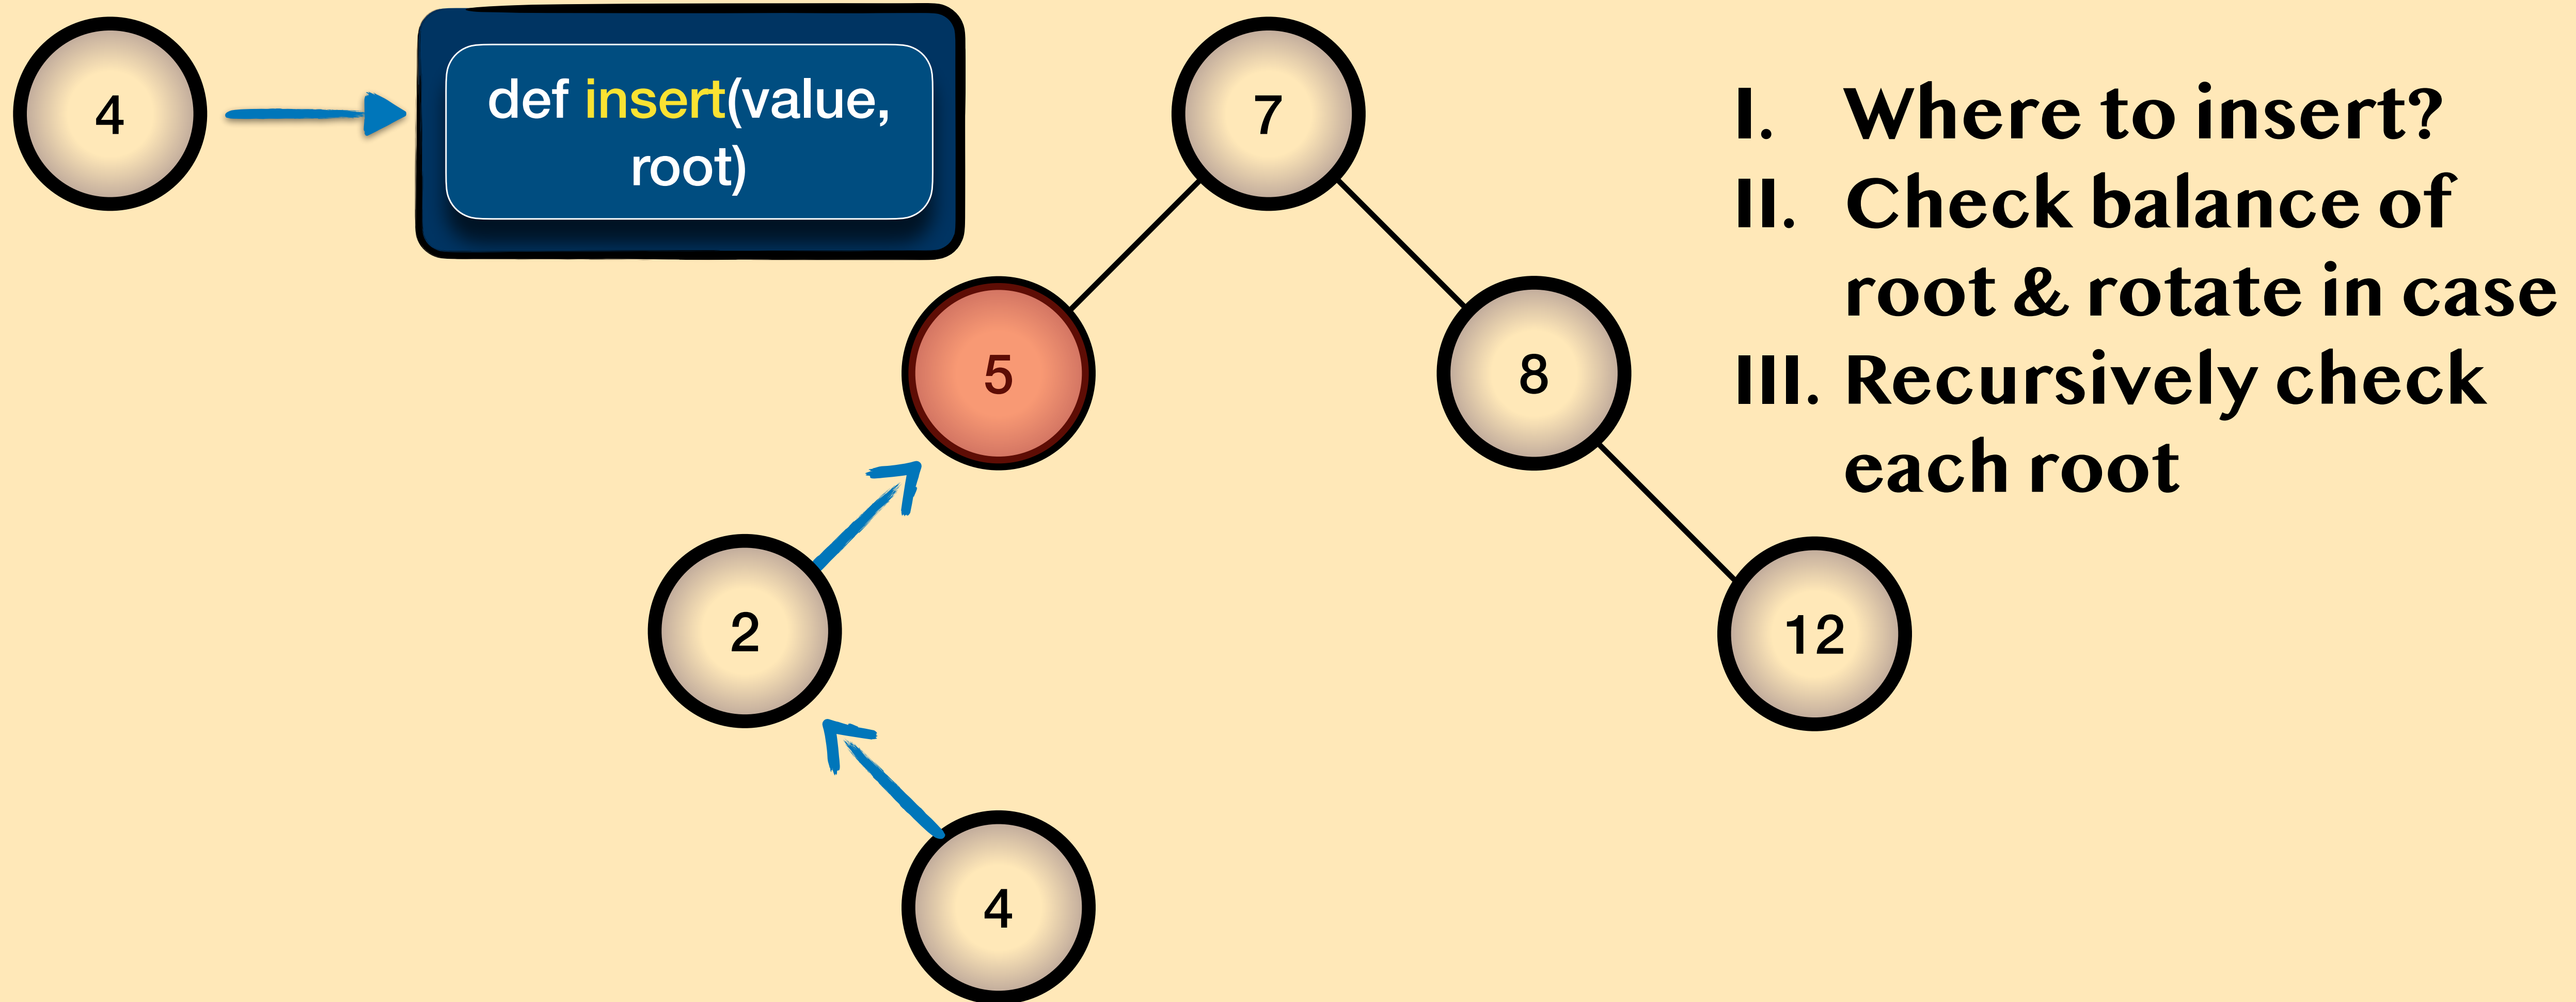 4
def insert(value,
root)
7
I. Where to insert?
II. Check balance of
root & rotate in case
III. Recursively check
each root
5
8
2
12
4